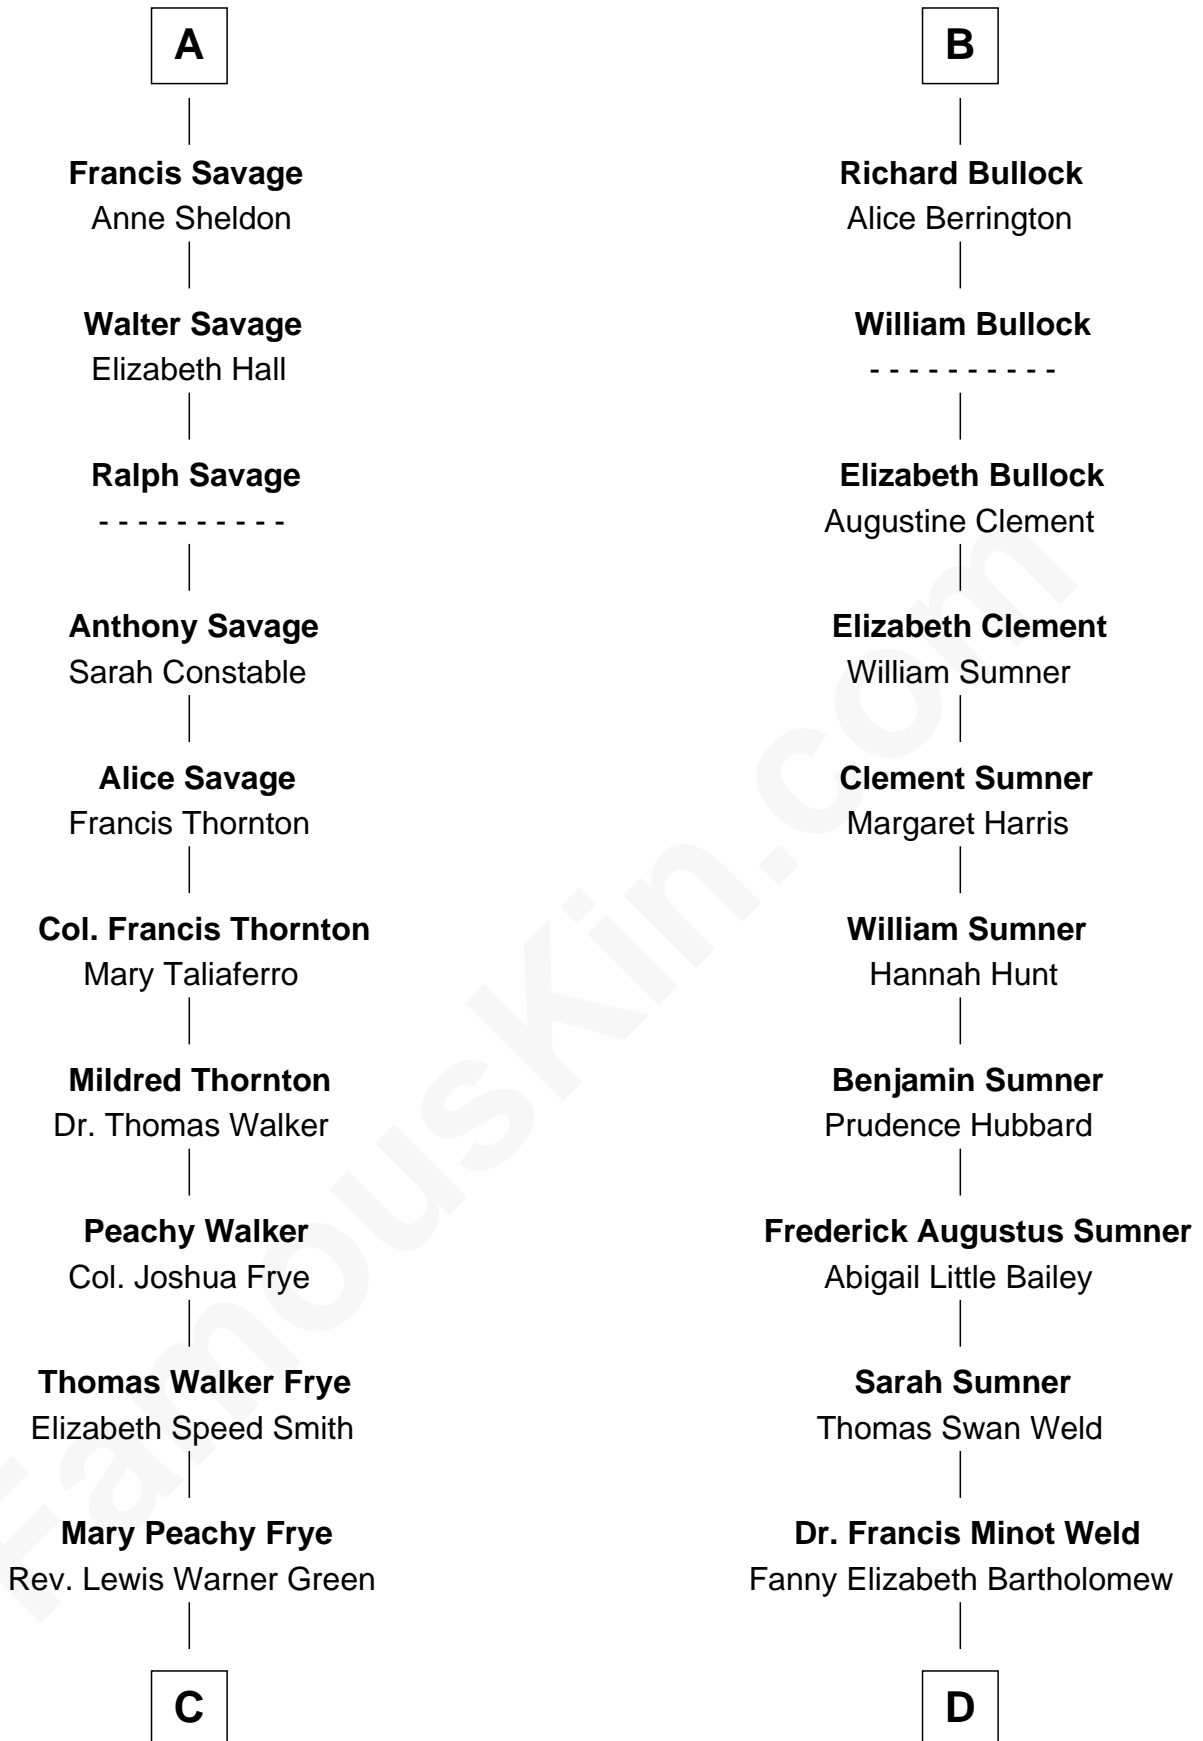 A
Francis Savage
Anne Sheldon
Walter Savage
Elizabeth Hall
Ralph Savage
- - - - - - - - - -
Anthony Savage
Sarah Constable
Alice Savage
Francis Thornton
Col. Francis Thornton
Mary Taliaferro
Mildred Thornton
Dr. Thomas Walker
Peachy Walker
Col. Joshua Frye
Thomas Walker Frye
Elizabeth Speed Smith
Mary Peachy Frye
Rev. Lewis Warner Green
C
B
Richard Bullock
Alice Berrington
William Bullock
- - - - - - - - - -
Elizabeth Bullock
Augustine Clement
Elizabeth Clement
William Sumner
Clement Sumner
Margaret Harris
William Sumner
Hannah Hunt
Benjamin Sumner
Prudence Hubbard
Frederick Augustus Sumner
Abigail Little Bailey
Sarah Sumner
Thomas Swan Weld
Dr. Francis Minot Weld
Fanny Elizabeth Bartholomew
D
FamousKin.com